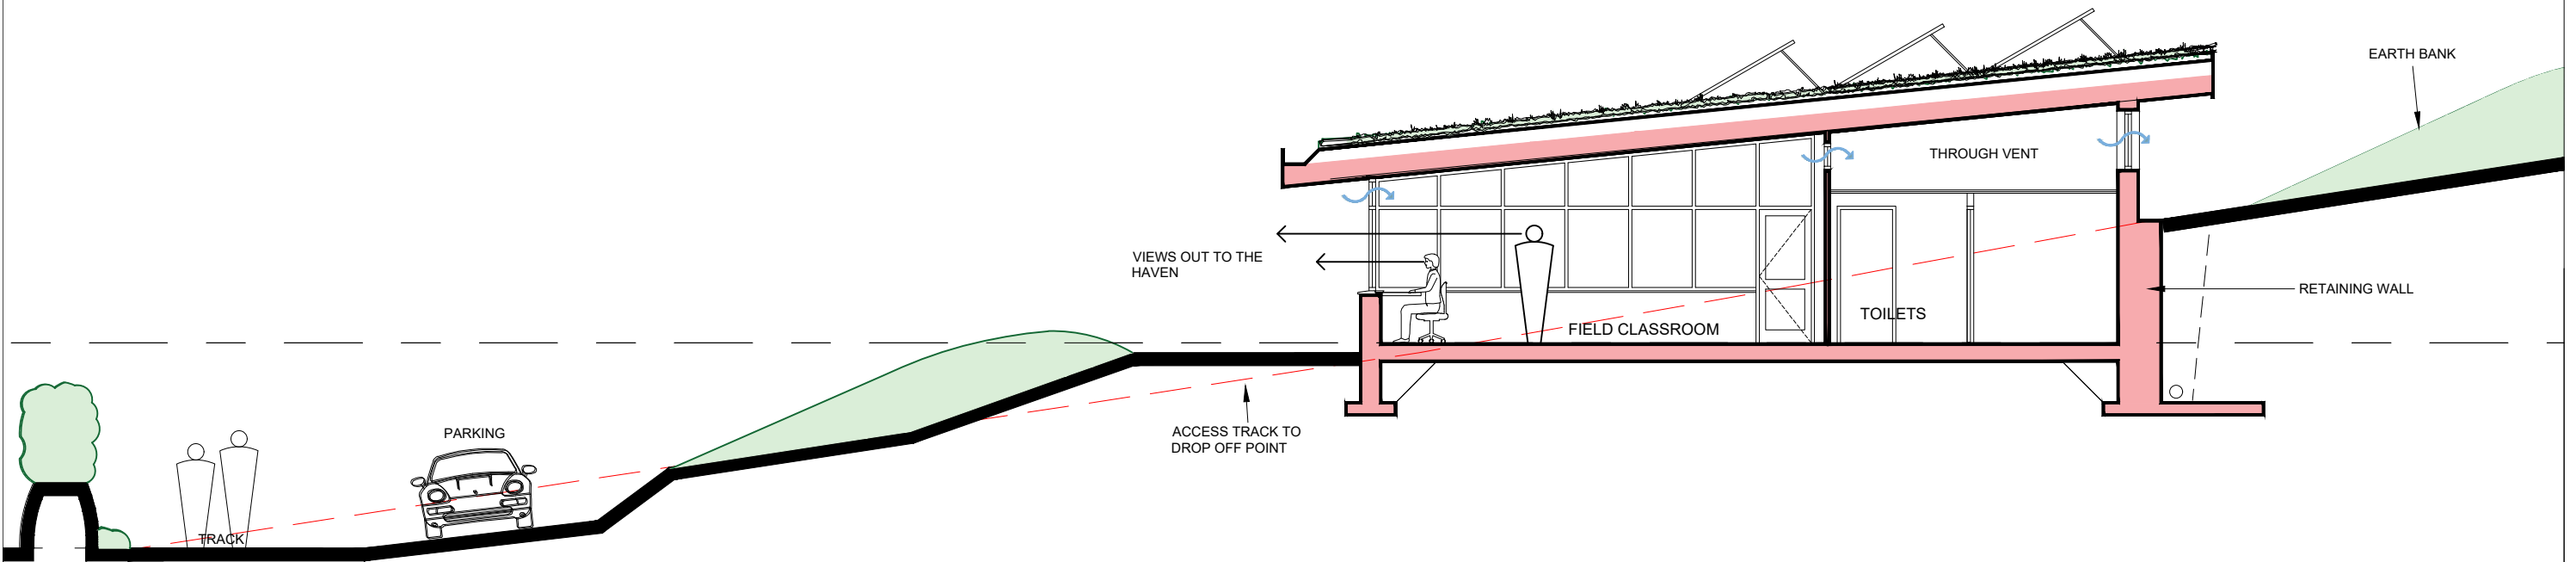 EARTH BANK
THROUGH VENT
VIEWS OUT TO THE
HAVEN
RETAINING WALL
TOILETS
FIELD CLASSROOM
ACCESS TRACK TO
DROP OFF POINT
PARKING
TRACK